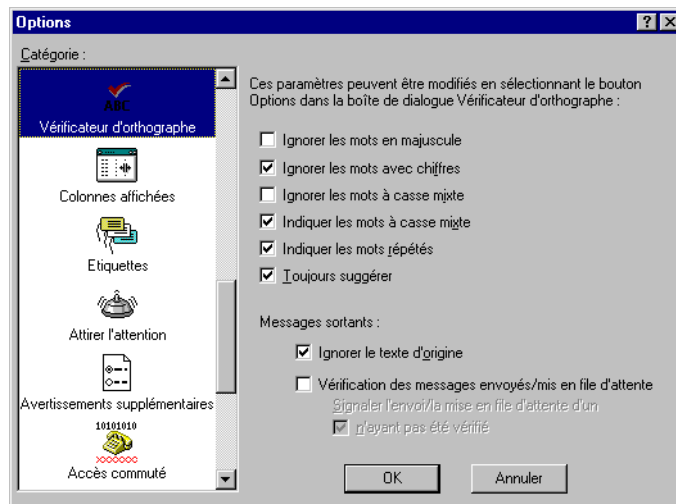 Options
Catégorie :
ABC
Vérificateur d'orthographe
Colonnes affichées
Etiquettes
Attirer l'attention
Avertissements supplémentaires
10101010
Accès commuté
Ces paramètres peuvent être modifiés en sélectionnant le bouton
Options dans la boîte de dialogue Vérificateur d'orthographe :
Ignorer les mots en majuscule
Ignorer les mots avec chiffres
Ignorer les mots à casse mixte
Indiquer les mots à casse mixte
Indiquer les mots répétés
Toujours suggérer
Messages sortants :
Ignorer le texte d'origine
Vérification des messages envoyés/mis en file d'attente
Signaler l'envoi/la mise en file d'attente d'un
n'ayant pas été vérifié
OK
Annuler